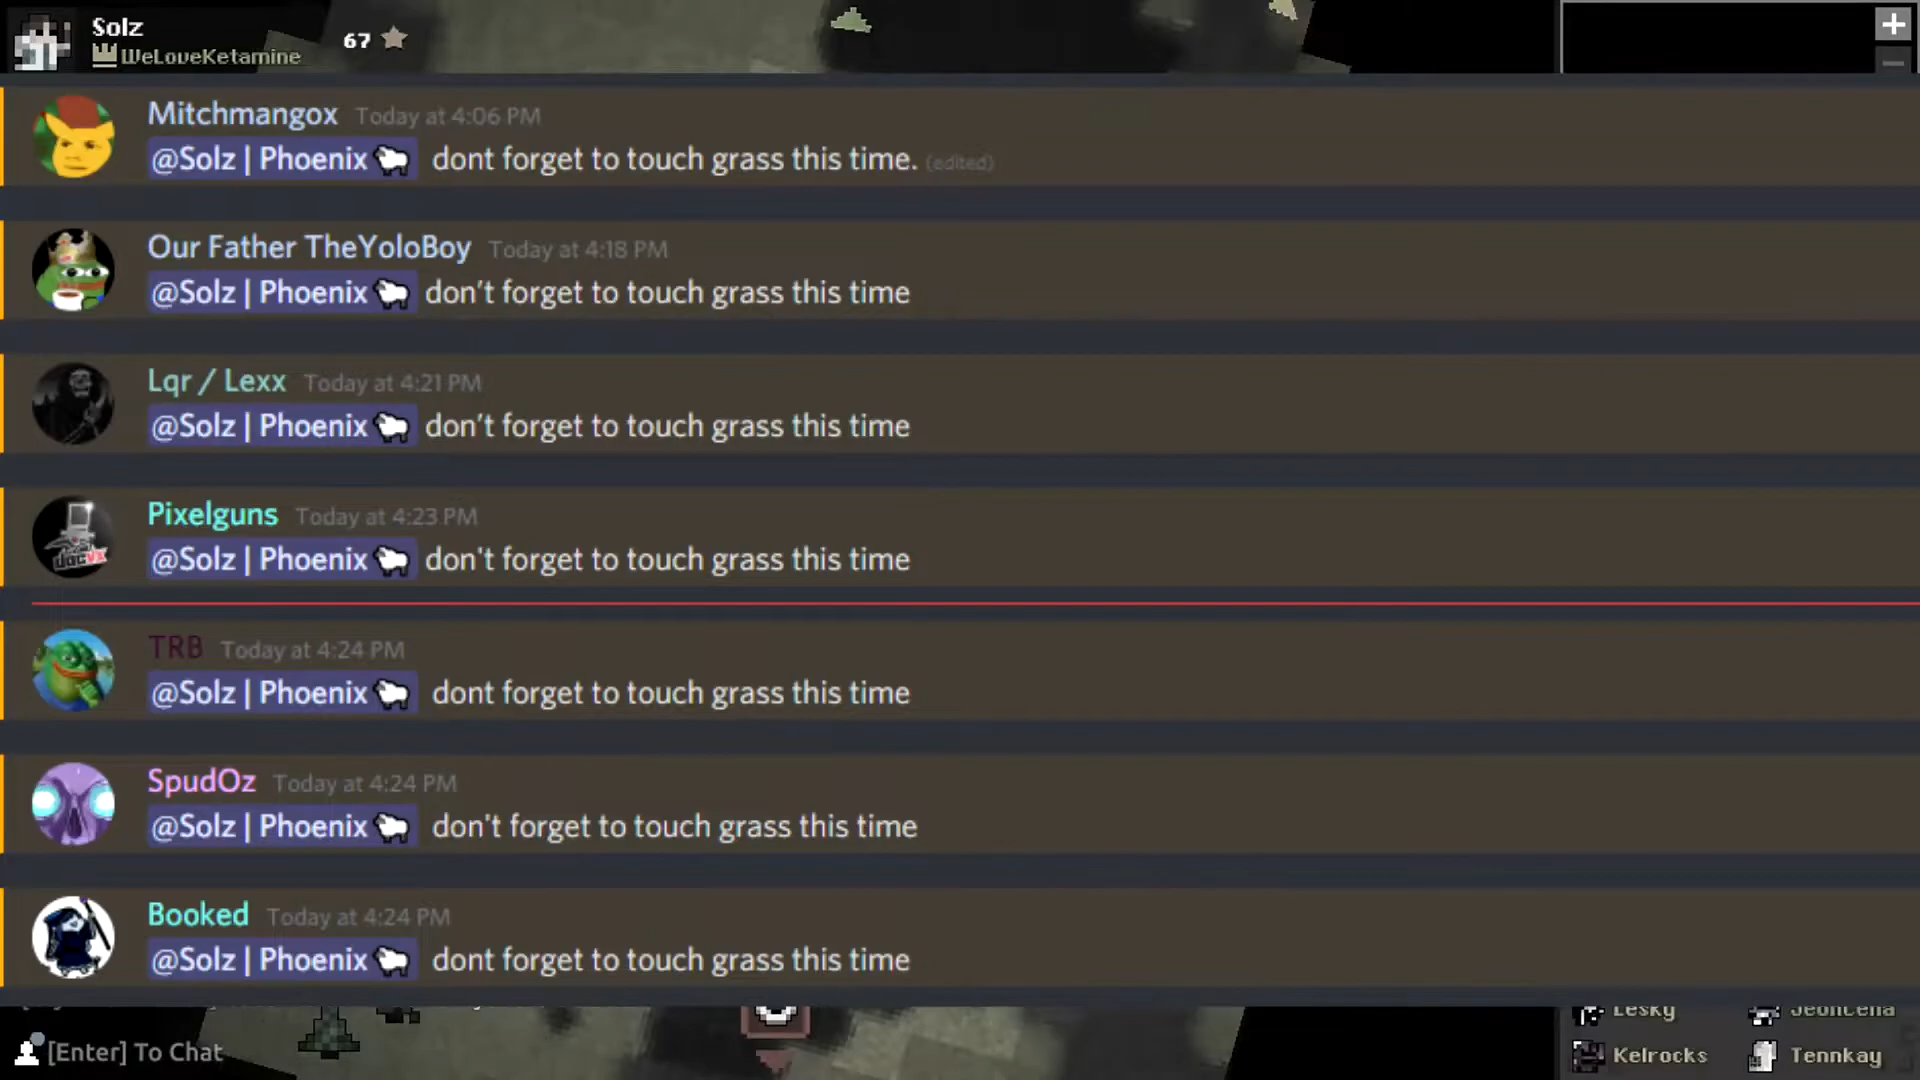 Solz
WeLoveKetamine
67
Mitchmangox Today at 4:06 PM
@Solz | Phoenix dont forget to touch grass this time. (edited)
Our Father TheYoloBoy Today at 4:18 PM
@Solz | Phoenix don’t forget to touch grass this time
Lqr / Lexx Today at 4:21 PM
@Solz | Phoenix don’t forget to touch grass this time
Pixelguns Today at 4:23 PM
@Solz | Phoenix don't forget to touch grass this time
TRB Today at 4:24 PM
@Solz | Phoenix dont forget to touch grass this time
SpudOz Today at 4:24 PM
@Solz | Phoenix don't forget to touch grass this time
Booked Today at 4:24 PM
@Solz | Phoenix dont forget to touch grass this time
Lesky JeonCena
[Enter] To Chat
Kelrocks Tennkay